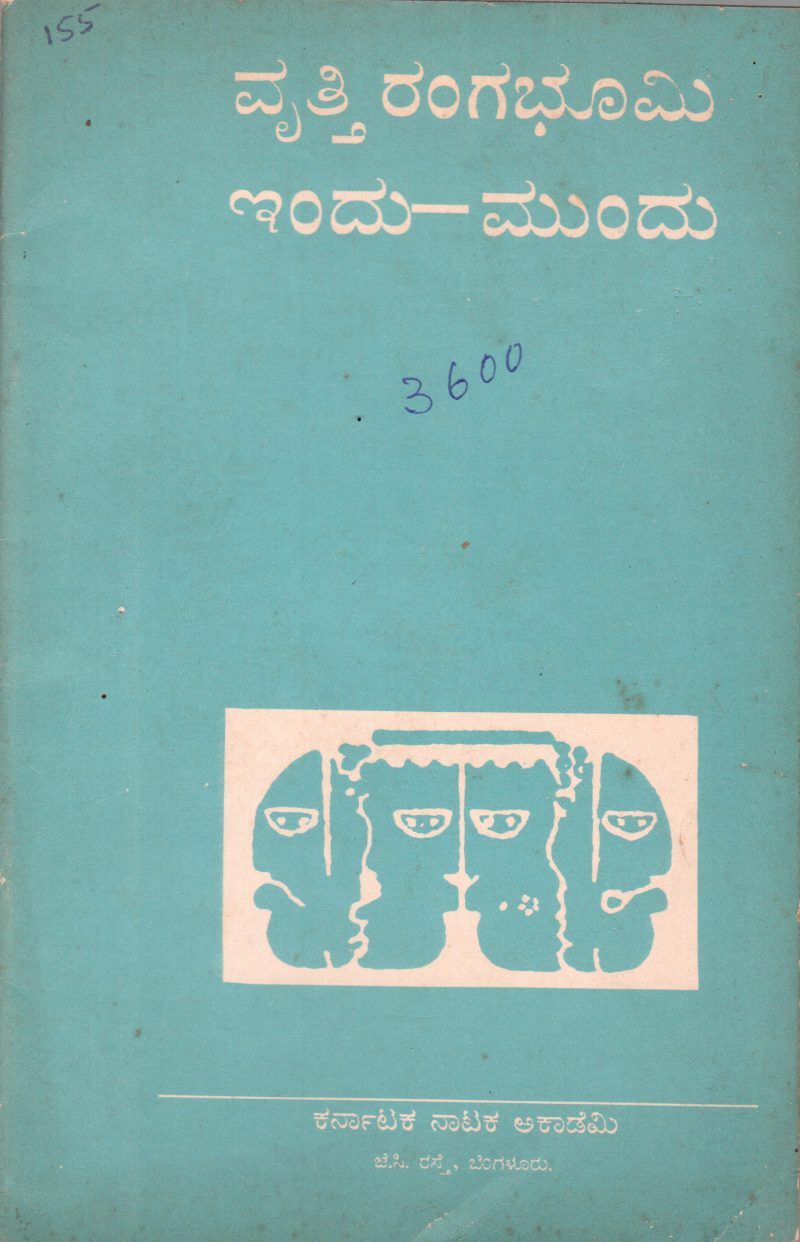 155
ವೃತ್ತಿ ರಂಗಭೂಮಿ
ಇಂದು—ಮುಂದು
3600
ಕರ್ನಾಟಕ ನಾಟಕ ಅಕಾಡೆಮಿ
ಜೆ.ಸಿ. ರಸ್ತೆ, ಬೆಂಗಳೂರು.